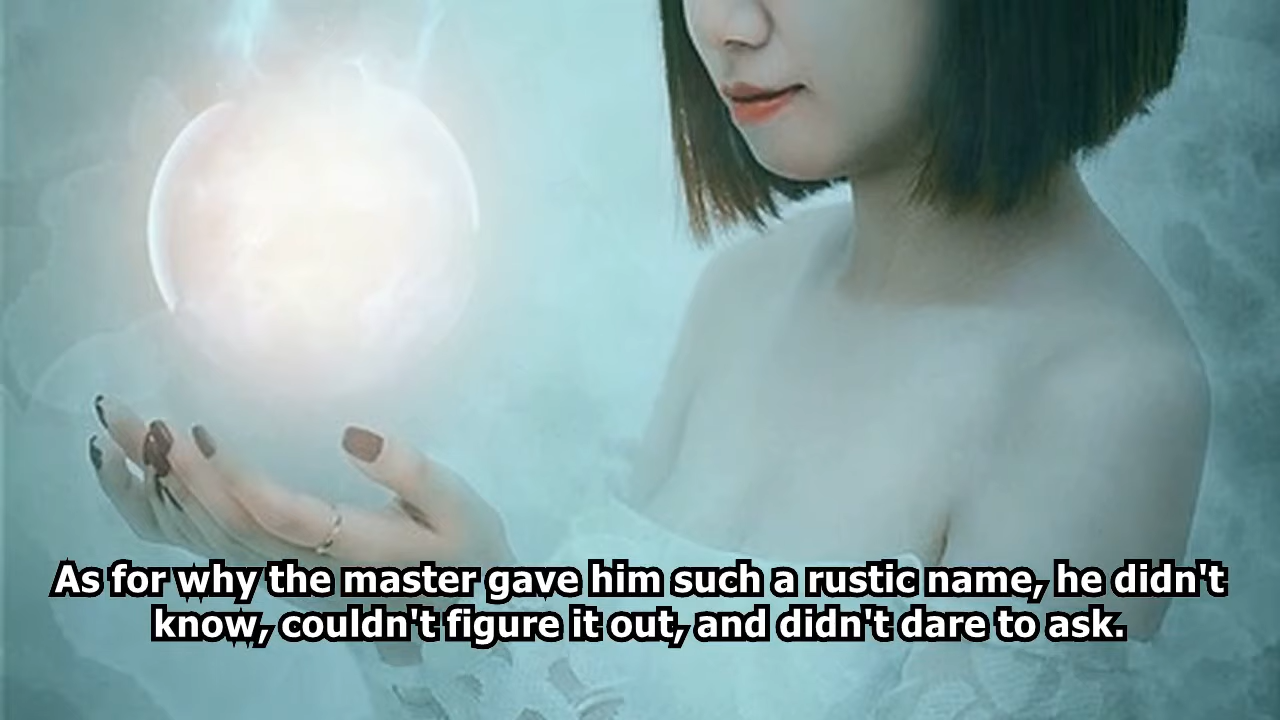 As for why the master gave him such a rustic name, he didn't
know, couldn't figure it out, and didn't dare to ask.